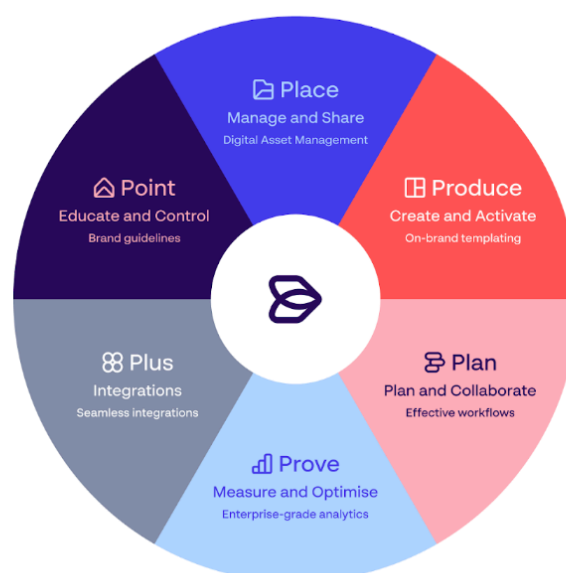 Place
Manage and Share
Digital Asset Management
Produce
Create and Activate
On-brand templating
Plan
Plan and Collaborate
Effective workflows
Prove
Measure and Optimise
Enterprise-grade analytics
Plus
Integrations
Seamless integrations
Point
Educate and Control
Brand guidelines